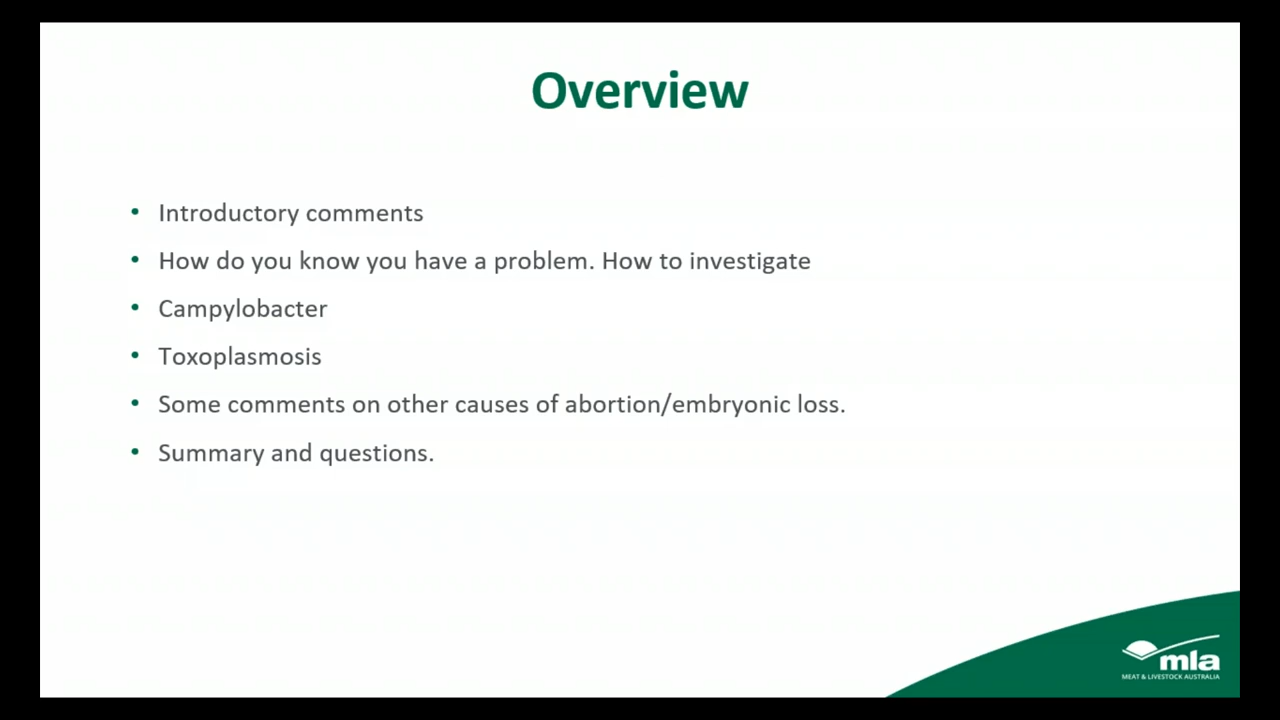 Overview
• Introductory comments
• How do you know you have a problem. How to investigate
• Campylobacter
• Toxoplasmosis
• Some comments on other causes of abortion/embryonic loss.
• Summary and questions.
mla
MEAT & LIVESTOCK AUSTRALIA